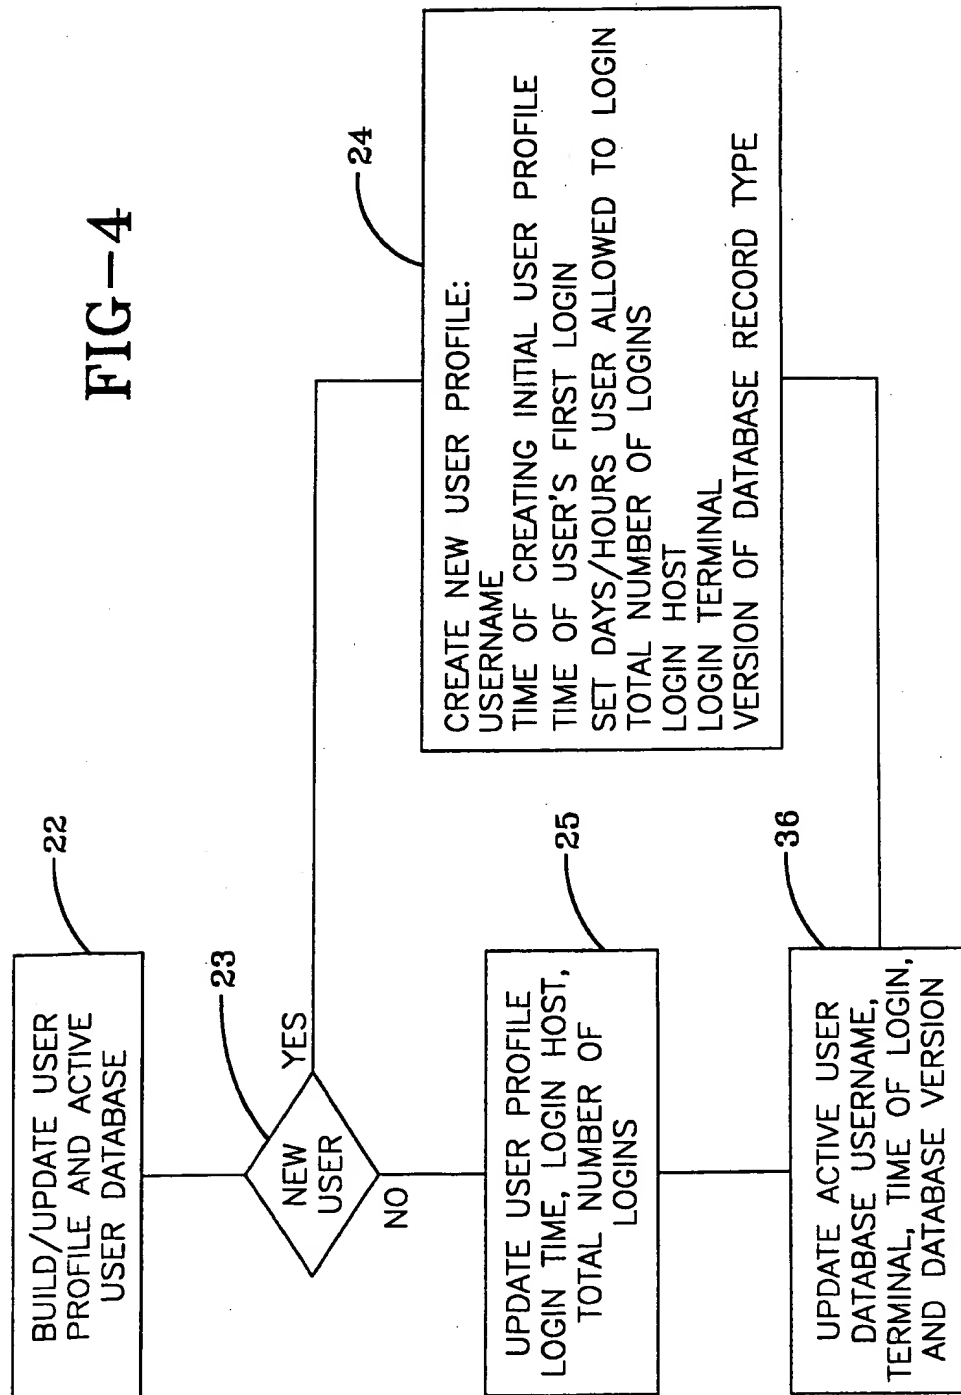 FIG-4
22
BUILD/UPDATE USER
PROFILE AND ACTIVE
USER DATABASE
23
NEW
USER
YES
NO
24
CREATE NEW USER PROFILE:
USERNAME
TIME OF CREATING INITIAL USER PROFILE
TIME OF USER'S FIRST LOGIN
SET DAYS/HOURS USER ALLOWED TO LOGIN
TOTAL NUMBER OF LOGINS
LOGIN HOST
LOGIN TERMINAL
VERSION OF DATABASE RECORD TYPE
25
UPDATE USER PROFILE
LOGIN TIME, LOGIN HOST,
TOTAL NUMBER OF
LOGINS
36
UPDATE ACTIVE USER
DATABASE USERNAME,
TERMINAL, TIME OF LOGIN,
AND DATABASE VERSION